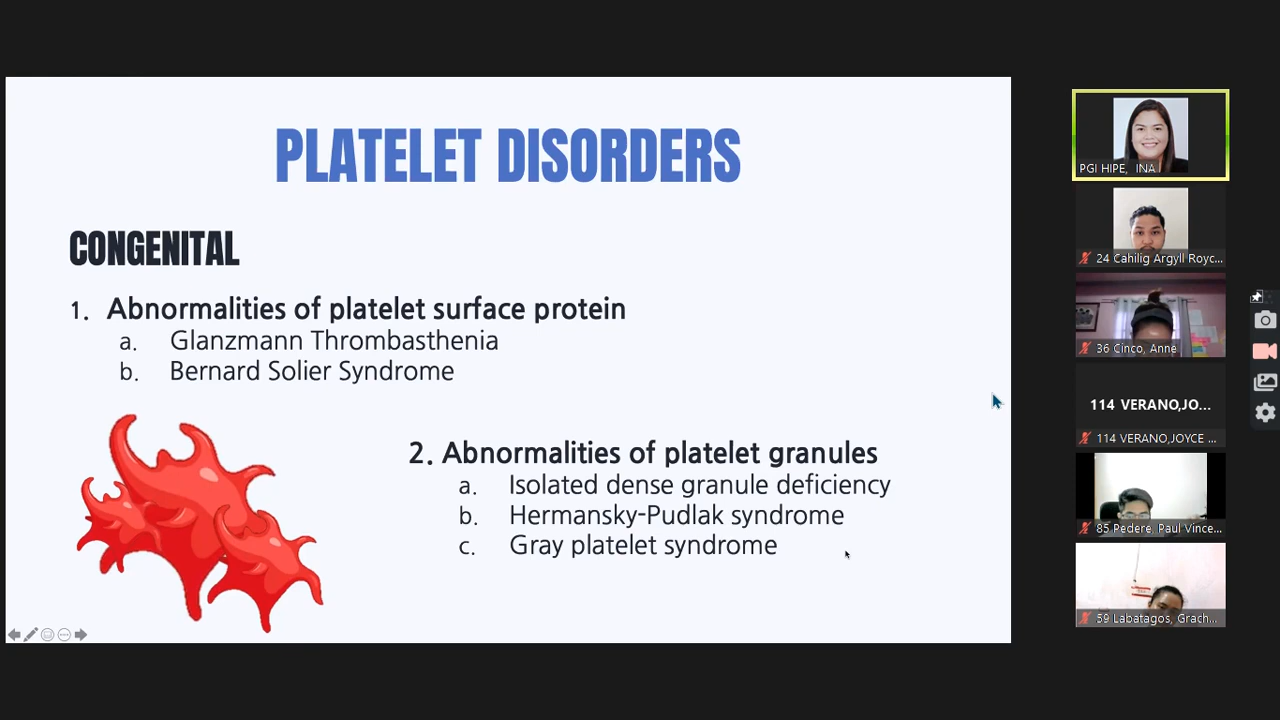 PLATELET DISORDERS
CONGENITAL
1. Abnormalities of platelet surface protein
a. Glanzmann Thrombasthenia
b. Bernard Solier Syndrome
2. Abnormalities of platelet granules
a. Isolated dense granule deficiency
b. Hermansky-Pudlak syndrome
c. Gray platelet syndrome
PGI HIPE, INA
24 Cahilig Argyll Royc...
36 Cinco, Anne
114 VERANO,JO...
114 VERANO,JOYCE ...
85 Pedere, Paul Vince...
59 Labatagos, Grach...